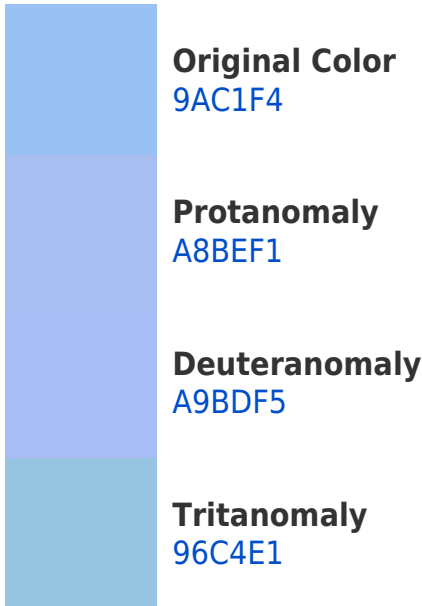 Original Color
9AC1F4
Protanomaly
A8BEF1
Deuteranomaly
A9BDF5
Tritanomaly
96C4E1